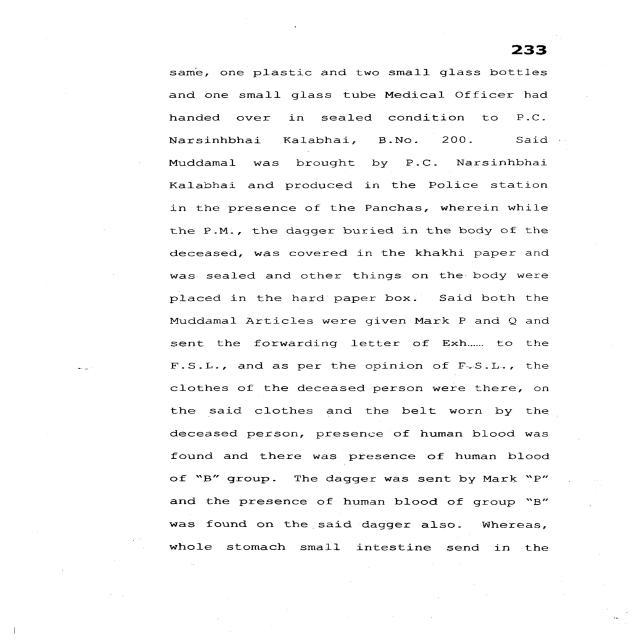 233
same, one plastic and two small glass bottles
and one small glass tube Medical Officer had
handed over in sealed condition to P.C.
Narsinhbhai Kalabhai, B.No. 200. Said
Muddamal was brought by P.C. Narsinhbhai
Kalabhai and produced in the Police station
in the presence of the Panchas, wherein while
the P.M., the dagger buried in the body of the
deceased, was covered in the khakhi paper and
was sealed and other things on the body were
placed in the hard paper box. Said both the
Muddamal Articles were given Mark P and Q and
sent the forwarding letter of Exh…… to the
F.S.L., and as per the opinion of F.S.L., the
clothes of the deceased person were there, on
the said clothes and the belt worn by the
deceased person, presence of human blood was
found and there was presence of human blood
of "B" group. The dagger was sent by Mark "P"
and the presence of human blood of group "B"
was found on the said dagger also. Whereas,
whole stomach small intestine send in the